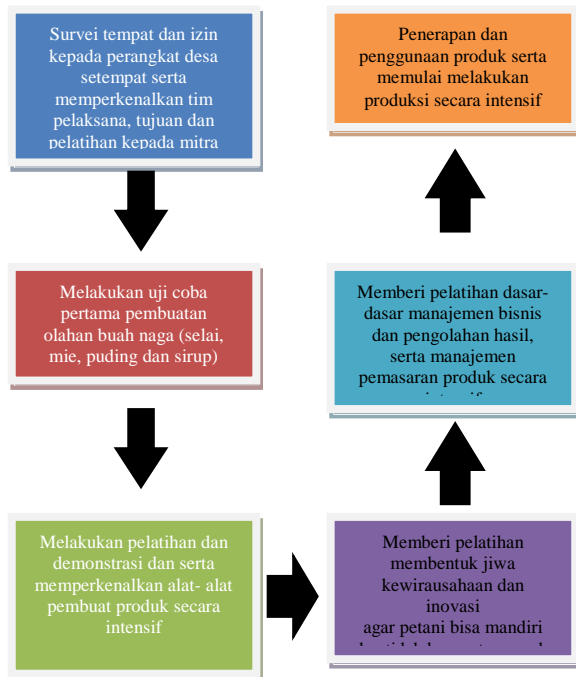 Survei tempat dan izin
kepada perangkat desa
setempat serta
memperkenalkan tim
pelaksana, tujuan dan
pelatihan kepada mitra
Melakukan uji coba
pertama pembuatan
olahan buah naga (selai,
mie, puding dan sirup)
Melakukan pelatihan dan
demonstrasi dan serta
memperkenalkan alat- alat
pembuat produk secara
intensif
Memberi pelatihan
membentuk jiwa
kewirausahaan dan
inovasi
agar petani bisa mandiri
Memberi pelatihan dasar-
dasar manajemen bisnis
dan pengolahan hasil,
serta manajemen
pemasaran produk secara
Penerapan dan
penggunaan produk serta
memulai melakukan
produksi secara intensif